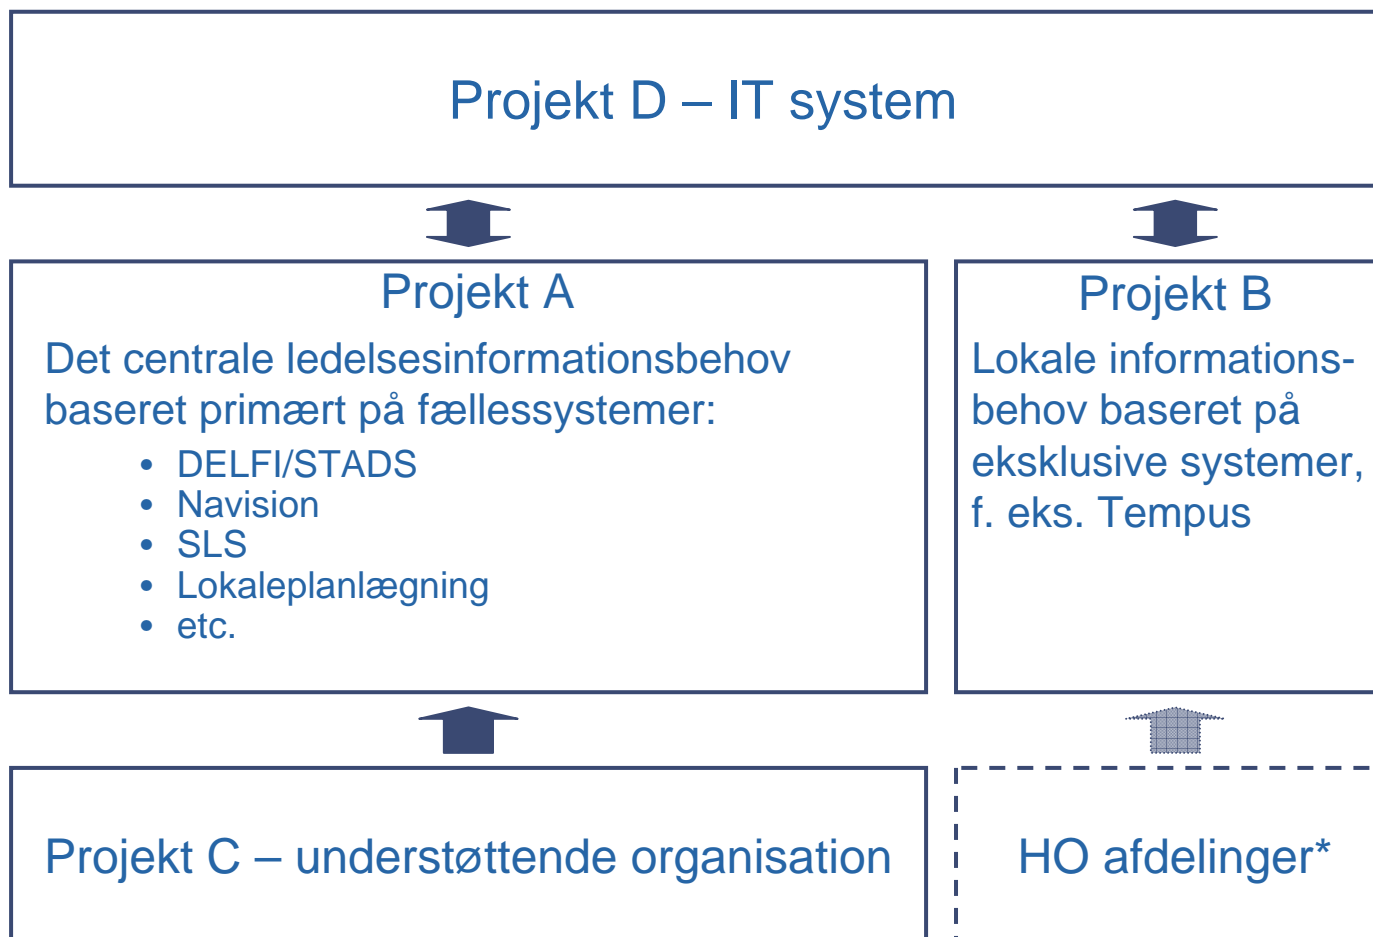 Projekt D – IT system
Projekt A
Det centrale ledelsesinformationsbehov
baseret primært på fællessystemer:
• DELFI/STADS
• Navision
• SLS
• Lokaleplanlægning
• etc.
Projekt B
Lokale informations-
behov baseret på
eksklusive systemer,
f. eks. Tempus
Projekt C – understøttende organisation
HO afdelinger*